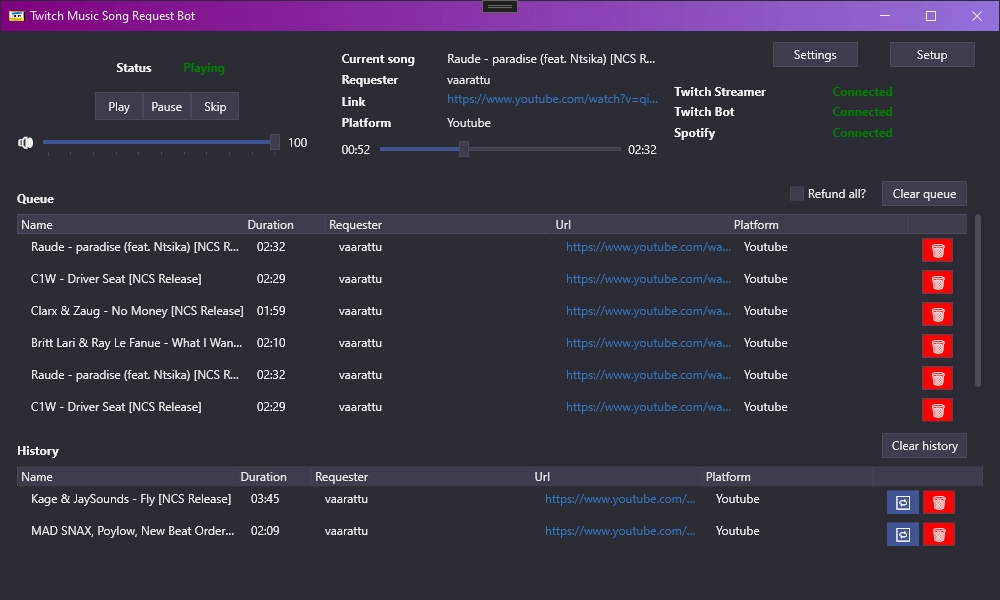 Twitch Music Song Request Bot
Status Playing
Play Pause Skip
100
Current song Raude - paradise (feat. Ntsika) [NCS R...
Requester vaarattu
Link https://www.youtube.com/watch?v=qi...
Platform Youtube
00:52 02:32
Settings Setup
Twitch Streamer Connected
Twitch Bot Connected
Spotify Connected
Queue Refund all? Clear queue
Name Duration Requester Url Platform
Raude - paradise (feat. Ntsika) [NCS R... 02:32 vaarattu https://www.youtube.com/wa... Youtube
C1W - Driver Seat [NCS Release] 02:29 vaarattu https://www.youtube.com/wa... Youtube
Clarx & Zaug - No Money [NCS Release] 01:59 vaarattu https://www.youtube.com/wa... Youtube
Britt Lari & Ray Le Fanue - What I Wan... 02:10 vaarattu https://www.youtube.com/wa... Youtube
Raude - paradise (feat. Ntsika) [NCS R... 02:32 vaarattu https://www.youtube.com/wa... Youtube
C1W - Driver Seat [NCS Release] 02:29 vaarattu https://www.youtube.com/wa... Youtube
History Clear history
Name Duration Requester Url Platform
Kage & JaySounds - Fly [NCS Release] 03:45 vaarattu https://www.youtube.com/... Youtube
MAD SNAX, Poylow, New Beat Order... 02:09 vaarattu https://www.youtube.com/... Youtube